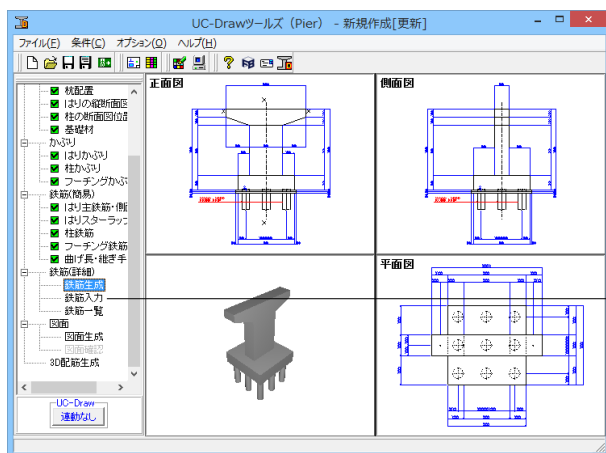 UC-Drawツールズ（Pier） - 新規作成[更新]
ファイル(F) 条件(C) オプション(O) ヘルプ(H)
杭配置
はりの縦断面図
柱の断面図位置
基礎材
かぶり
はりかぶり
柱かぶり
フーチングかぶ
鉄筋(簡易)
はり主鉄筋・側面
はりスターラップ
柱鉄筋
フーチング鉄筋
曲げ長・継ぎ手
鉄筋(詳細)
鉄筋生成
鉄筋入力
鉄筋一覧
図面
図面生成
図面確認
3D配筋生成
UC-Draw
連動なし
正面図
側面図
平面図